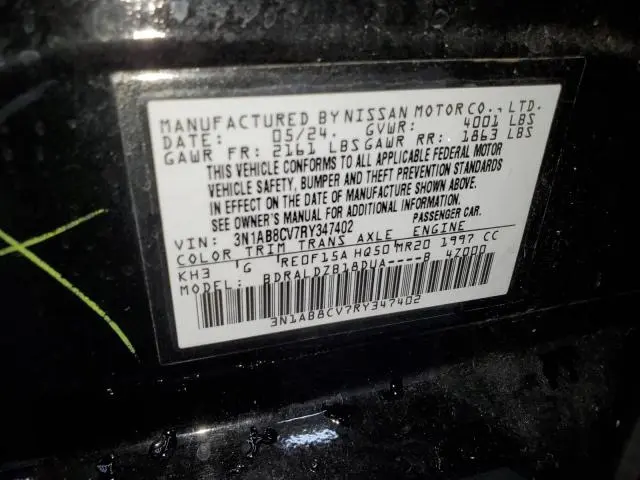 MANUFACTURED BY NISSAN MOTOR CO., LTD.
DATE: 05/24. GVWR: 4001 LBS
GAWR FR: 2161 LBS GAWR RR: 1863 LBS
THIS VEHICLE CONFORMS TO ALL APPLICABLE FEDERAL MOTOR
VEHICLE SAFETY, BUMPER AND THEFT PREVENTION STANDARDS
IN EFFECT ON THE DATE OF MANUFACTURE SHOWN ABOVE.
SEE OWNER'S MANUAL FOR ADDITIONAL INFORMATION.
VIN: 3N1AB8CV7RY347402 PASSENGER CAR.
COLOR TRIM TRANS AXLE ENGINE
KH3 'G RE0F15A HQ50 MR20 1997 CC
MODEL: BDRALDZB18DUA----B 47000
3N1AB8CV7RY347402